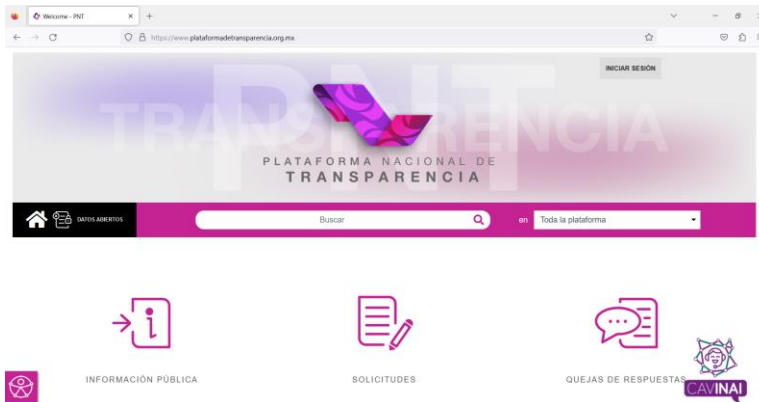 Welcome - PNT
https://www.plataformadetransparencia.org.mx
INICIAR SESIÓN
PNT
TRANSPARENCIA
PLATAFORMA NACIONAL DE
TRANSPARENCIA
DATOS ABIERTOS
Buscar
en
Toda la plataforma
INFORMACIÓN PÚBLICA
SOLICITUDES
QUEJAS DE RESPUESTAS
CAVINAI